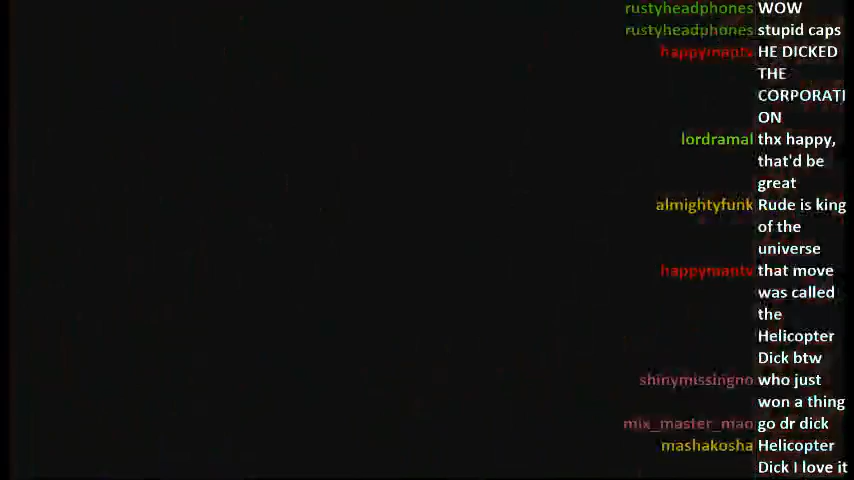 rustyheadphones WOW
rustyheadphones stupid caps
happymantv HE DICKED
THE
CORPORATI
ON
lordramal thx happy,
that'd be
great
almightyfunk Rude is king
of the
universe
happymantv that move
was called
the
Helicopter
Dick btw
shinymissingno who just
won a thing
mix_master_mao go dr dick
mashakosha Helicopter
Dick I love it